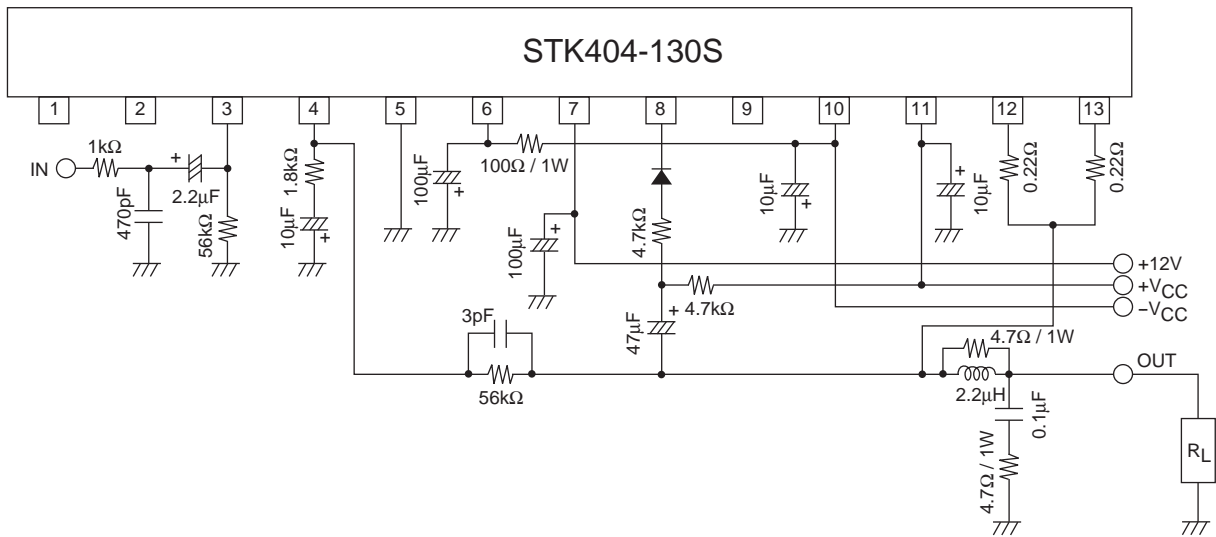 STK404-130S
1 2 3 4 5 6 7 8 9 10 11 12 13
IN
1kΩ
+
2.2μF
470pF
56kΩ
1.8kΩ
10μF
+
100μF
+
100Ω / 1W
100μF
+
4.7kΩ
+ 4.7kΩ
47μF
10μF
+
+
10μF
0.22Ω
0.22Ω
+12V
+VCC
−VCC
3pF
56kΩ
4.7Ω / 1W
2.2μH
OUT
0.1μF
4.7Ω / 1W
RL